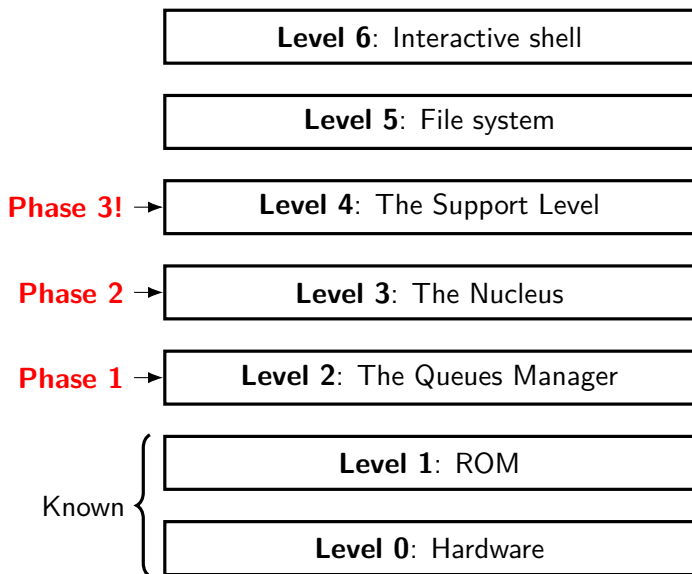 Level 6: Interactive shell
Level 5: File system
Phase 3! Level 4: The Support Level
Phase 2 Level 3: The Nucleus
Phase 1 Level 2: The Queues Manager
Level 1: ROM
Known
Level 0: Hardware